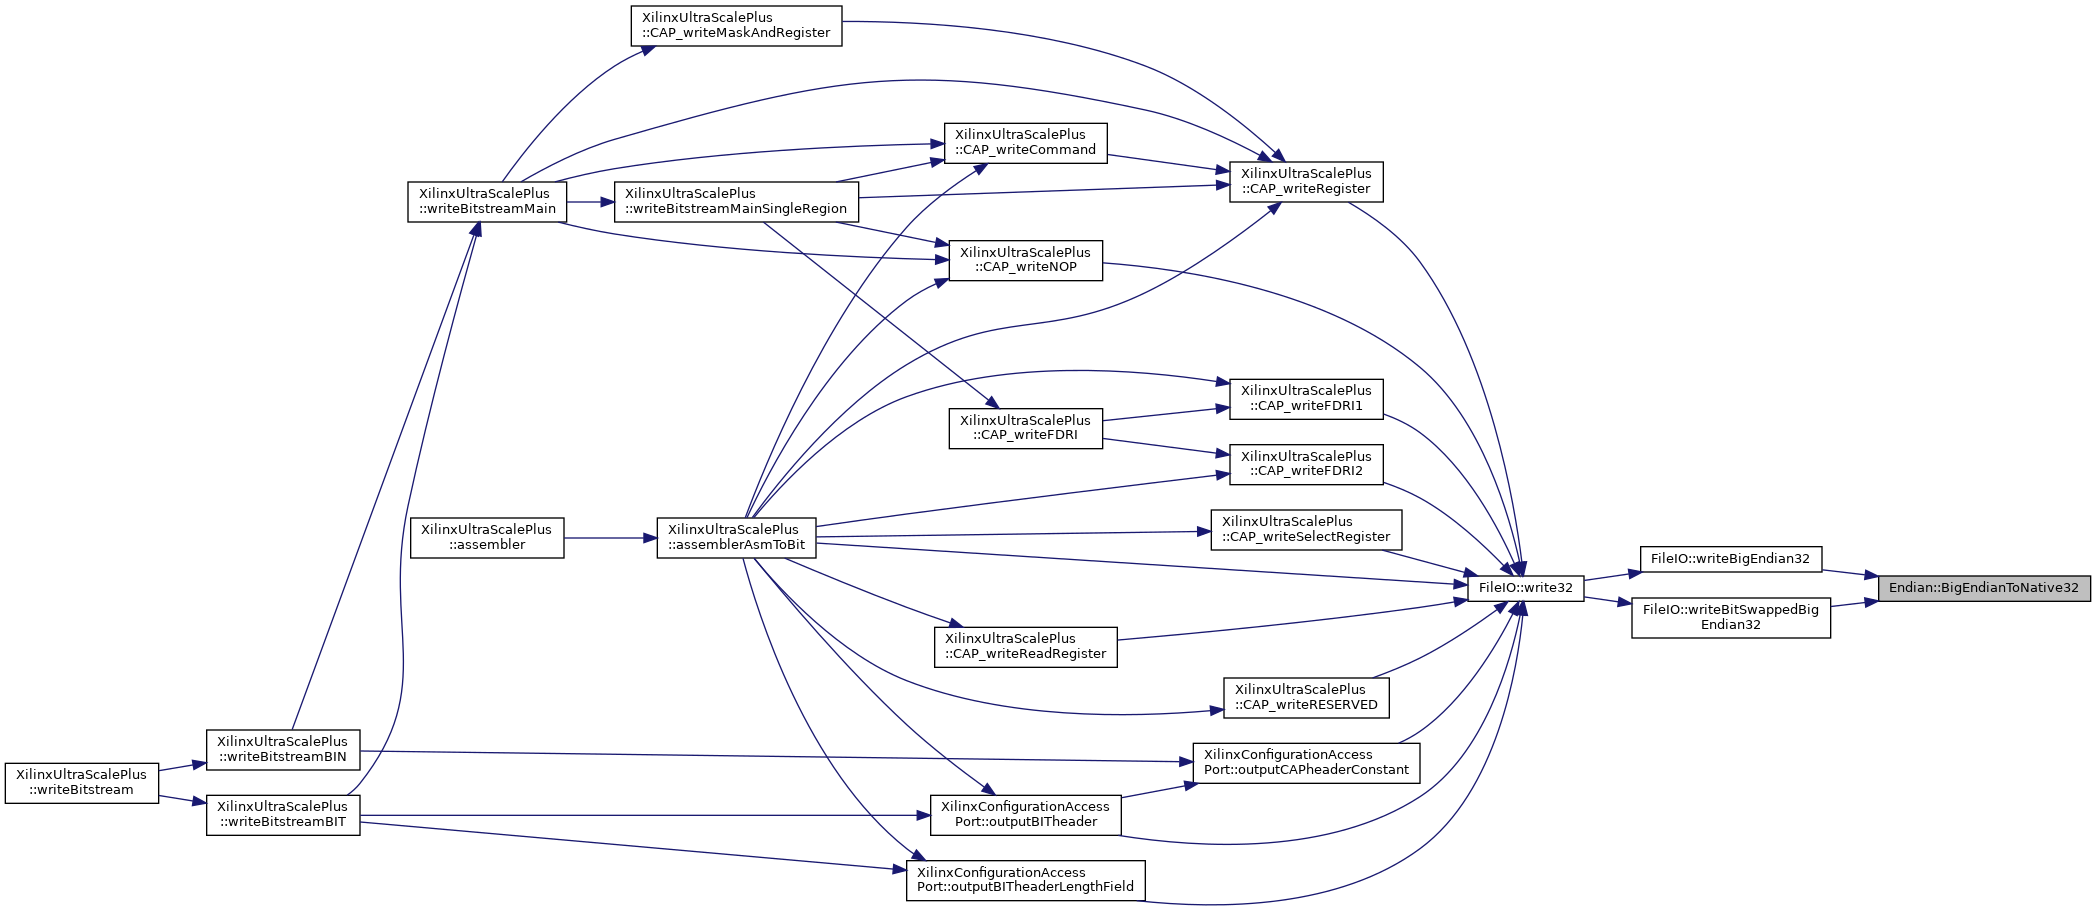 XilinxUltraScalePlus
::CAP_writeMaskAndRegister
XilinxUltraScalePlus
::CAP_writeCommand
XilinxUltraScalePlus
::CAP_writeRegister
XilinxUltraScalePlus
::writeBitstreamMain
XilinxUltraScalePlus
::writeBitstreamMainSingleRegion
XilinxUltraScalePlus
::CAP_writeNOP
XilinxUltraScalePlus
::CAP_writeFDRI1
XilinxUltraScalePlus
::CAP_writeFDRI
XilinxUltraScalePlus
::CAP_writeFDRI2
XilinxUltraScalePlus
::assembler
XilinxUltraScalePlus
::assemblerAsmToBit
XilinxUltraScalePlus
::CAP_writeSelectRegister
FileIO::writeBigEndian32
FileIO::write32
Endian::BigEndianToNative32
FileIO::writeBitSwappedBig
Endian32
XilinxUltraScalePlus
::CAP_writeReadRegister
XilinxUltraScalePlus
::CAP_writeRESERVED
XilinxUltraScalePlus
::writeBitstreamBIN
XilinxConfigurationAccess
Port::outputCAPheaderConstant
XilinxUltraScalePlus
::writeBitstream
XilinxUltraScalePlus
::writeBitstreamBIT
XilinxConfigurationAccess
Port::outputBITheader
XilinxConfigurationAccess
Port::outputBITheaderLengthField